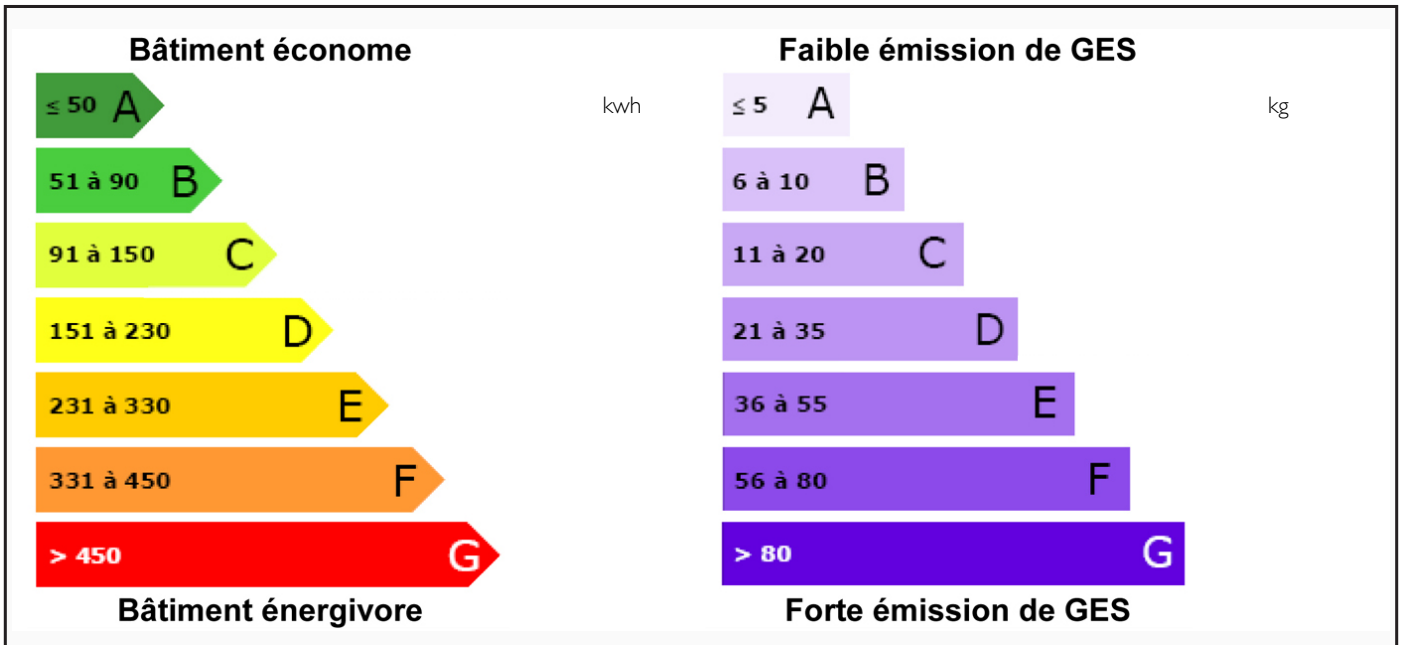 Bâtiment économe
≤ 50 A
kwh
51 à 90 B
91 à 150 C
151 à 230 D
231 à 330 E
331 à 450 F
> 450 G
Bâtiment énergivore
Faible émission de GES
≤ 5 A
kg
6 à 10 B
11 à 20 C
21 à 35 D
36 à 55 E
56 à 80 F
> 80 G
Forte émission de GES